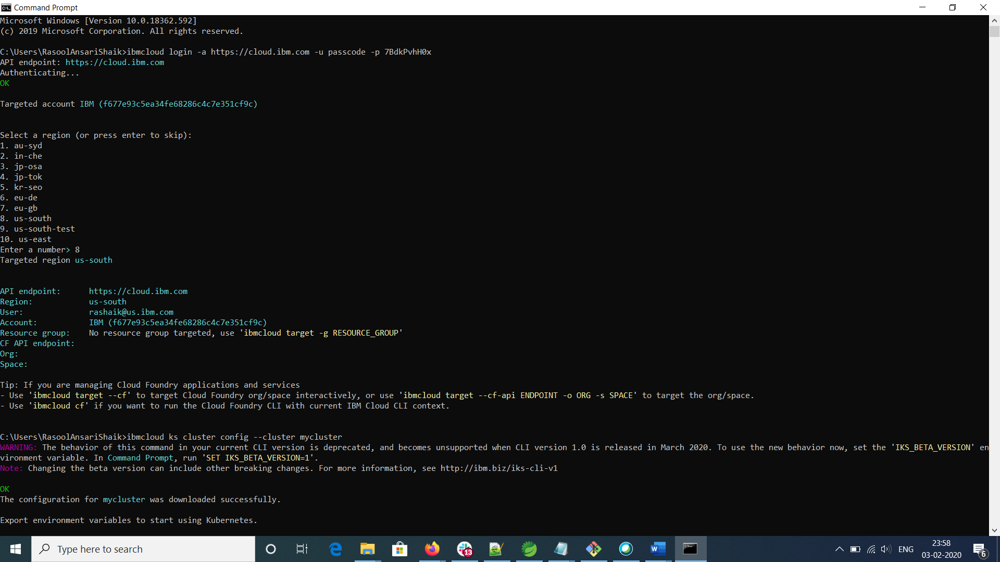 Command Prompt
Microsoft Windows [Version 10.0.18362.592]
(c) 2019 Microsoft Corporation. All rights reserved.
C:\Users\RasoolAnsariShaik>ibmcloud login -a https://cloud.ibm.com -u passcode -p 7BdkPvhH0x
API endpoint: https://cloud.ibm.com
Authenticating...
OK
Targeted account IBM (f677e93c5ea34fe68286c4c7e351cf9c)
Select a region (or press enter to skip):
1. au-syd
2. in-che
3. jp-osa
4. jp-tok
5. kr-seo
6. eu-de
7. eu-gb
8. us-south
9. us-south-test
10. us-east
Enter a number> 8
Targeted region us-south
API endpoint: https://cloud.ibm.com
Region: us-south
User: rashaik@us.ibm.com
Account: IBM (f677e93c5ea34fe68286c4c7e351cf9c)
Resource group: No resource group targeted, use 'ibmcloud target -g RESOURCE_GROUP'
CF API endpoint:
Org:
Space:
Tip: If you are managing Cloud Foundry applications and services
- Use 'ibmcloud target --cf' to target Cloud Foundry org/space interactively, or use 'ibmcloud target --cf-api ENDPOINT -o ORG -s SPACE' to target the org/space.
- Use 'ibmcloud cf' if you want to run the Cloud Foundry CLI with current IBM Cloud CLI context.
C:\Users\RasoolAnsariShaik>ibmcloud ks cluster config --cluster mycluster
WARNING: The behavior of this command in your current CLI version is deprecated, and becomes unsupported when CLI version 1.0 is released in March 2020. To use the new behavior now, set the 'IKS_BETA_VERSION' en
vironment variable. In Command Prompt, run 'SET IKS_BETA_VERSION=1'.
Note: Changing the beta version can include other breaking changes. For more information, see http://ibm.biz/iks-cli-v1
OK
The configuration for mycluster was downloaded successfully.
Export environment variables to start using Kubernetes.
Type here to search
13
ENG
23:58
03-02-2020
6